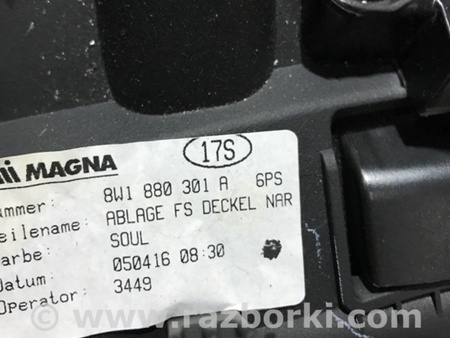 MAGNA
17S
ummer: 8W1 880 301 A 6PS
eilename: ABLAGE FS DECKEL NAR
arbe: SOUL
Datum: 050416 08:30
Operator: 3449
© www.razborki.com